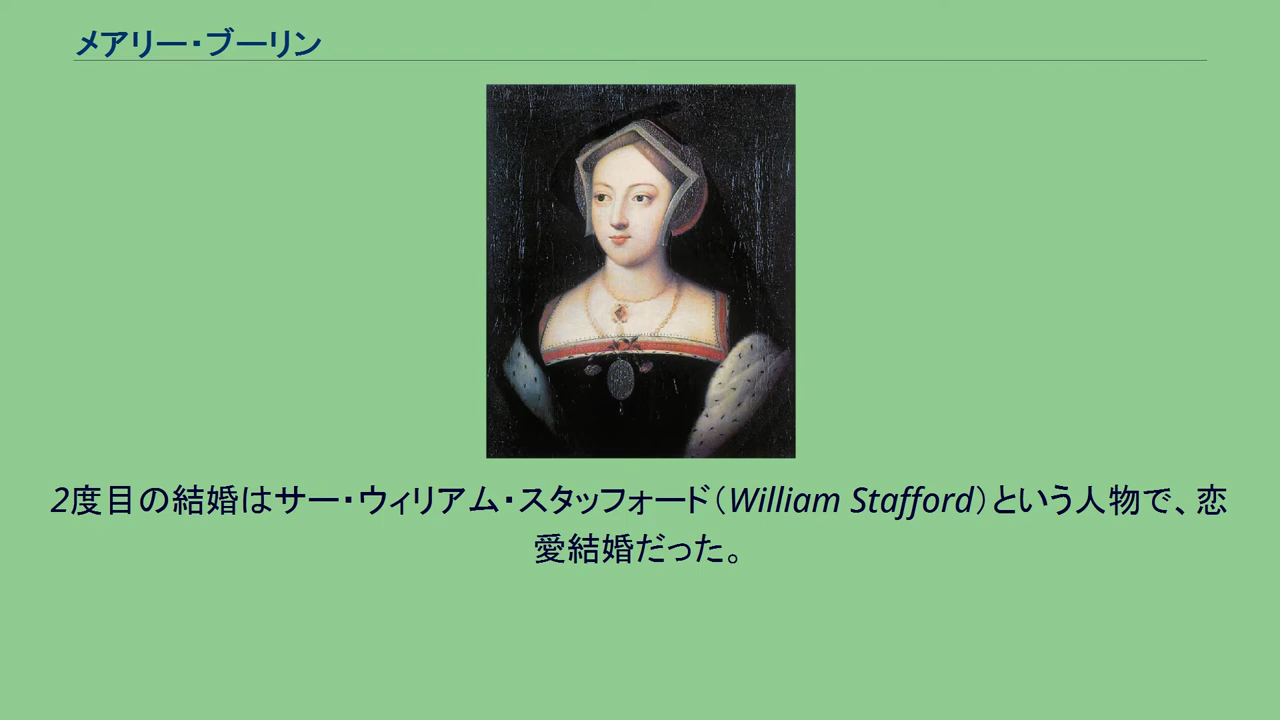 メアリー・ブーリン
2度目の結婚はサー・ウィリアム・スタッフォード（William Stafford）という人物で、恋
愛結婚だった。